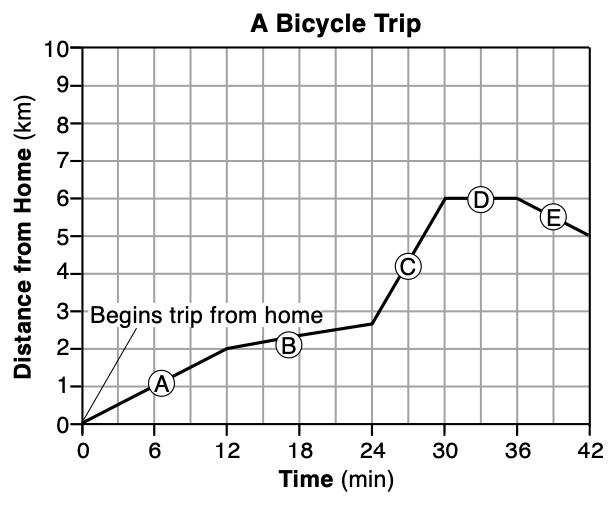 A Bicycle Trip
Distance from Home (km)
10
9
8
7
6
5
4
3
2
1
0
Begins trip from home
A
B
C
D
E
0 6 12 18 24 30 36 42
Time (min)